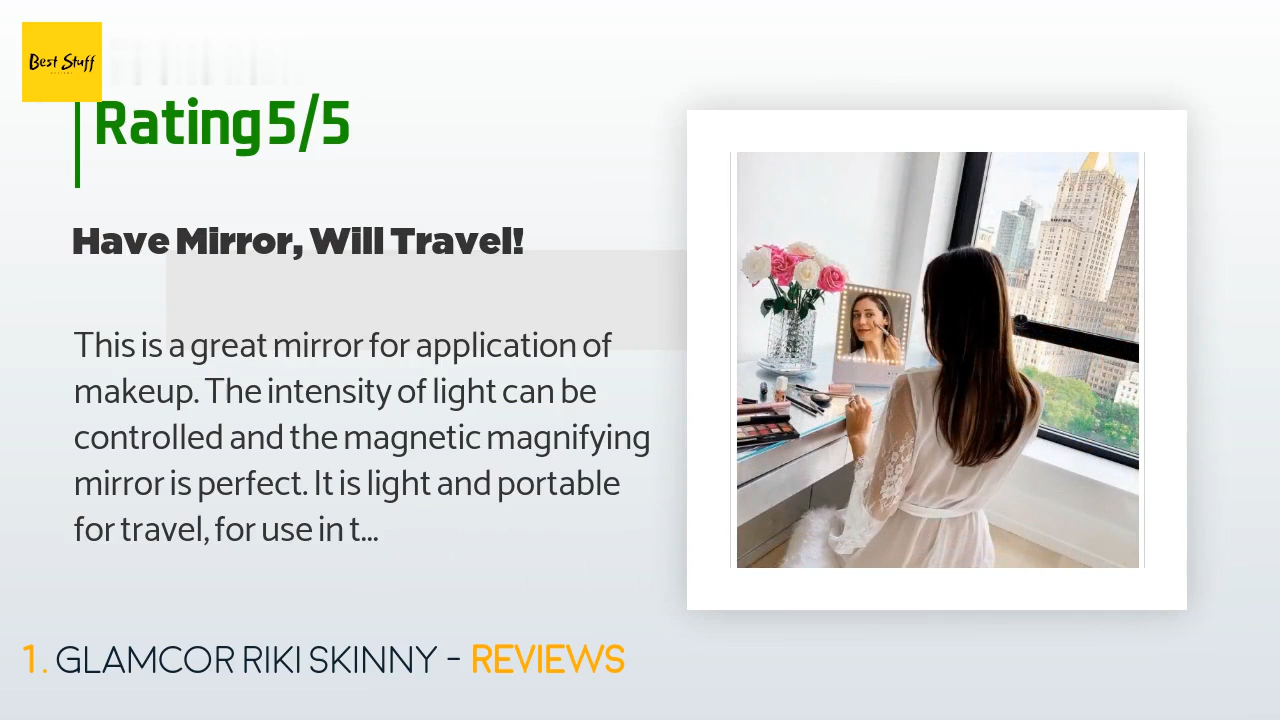 Best Stuff
Rating 5/5
Have Mirror, Will Travel!
This is a great mirror for application of
makeup. The intensity of light can be
controlled and the magnetic magnifying
mirror is perfect. It is light and portable
for travel, for use in t...
1. GLAMCOR RIKI SKINNY - REVIEWS